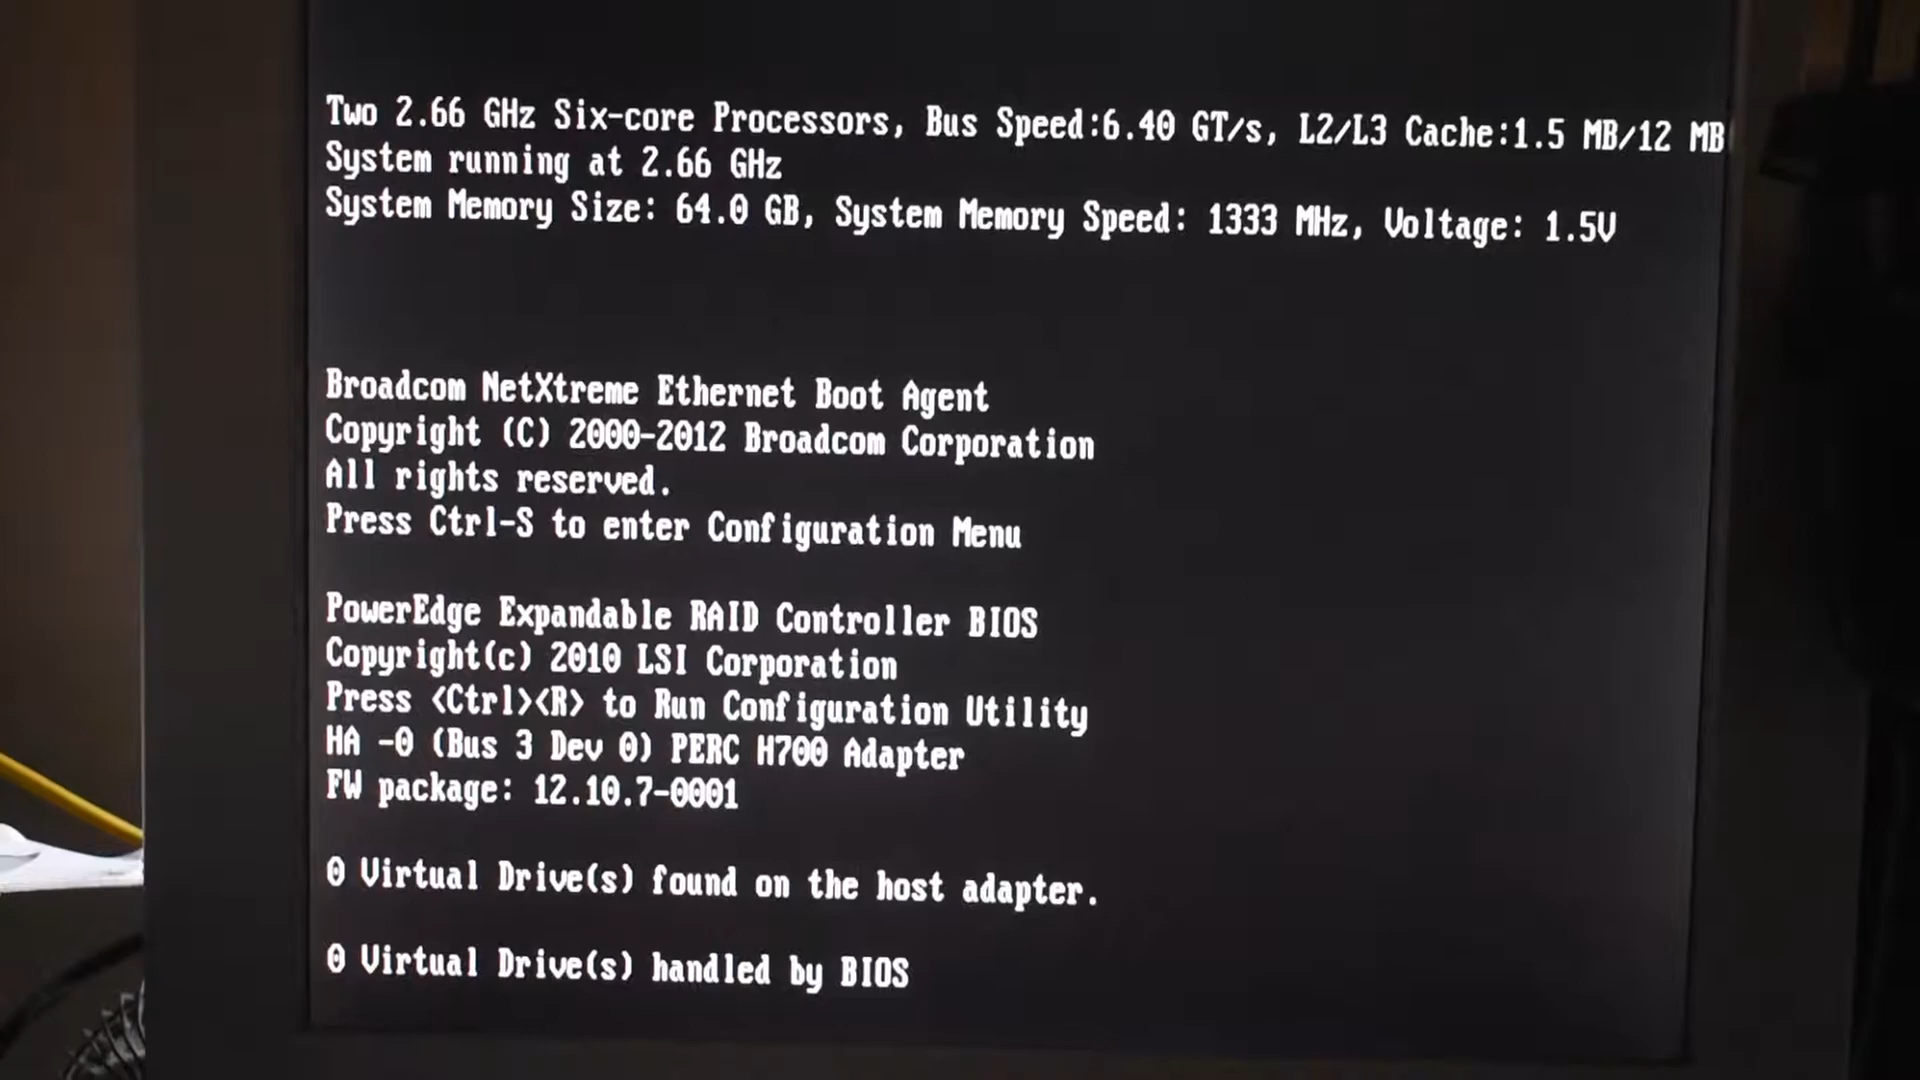 Two 2.66 GHz Six-core Processors, Bus Speed:6.40 GT/s, L2/L3 Cache:1.5 MB/12 MB
System running at 2.66 GHz
System Memory Size: 64.0 GB, System Memory Speed: 1333 MHz, Voltage: 1.5V
Broadcom NetXtreme Ethernet Boot Agent
Copyright (C) 2000-2012 Broadcom Corporation
All rights reserved.
Press Ctrl-S to enter Configuration Menu
PowerEdge Expandable RAID Controller BIOS
Copyright(c) 2010 LSI Corporation
Press <Ctrl><R> to Run Configuration Utility
HA -0 (Bus 3 Dev 0) PERC H700 Adapter
FW package: 12.10.7-0001
0 Virtual Drive(s) found on the host adapter.
0 Virtual Drive(s) handled by BIOS